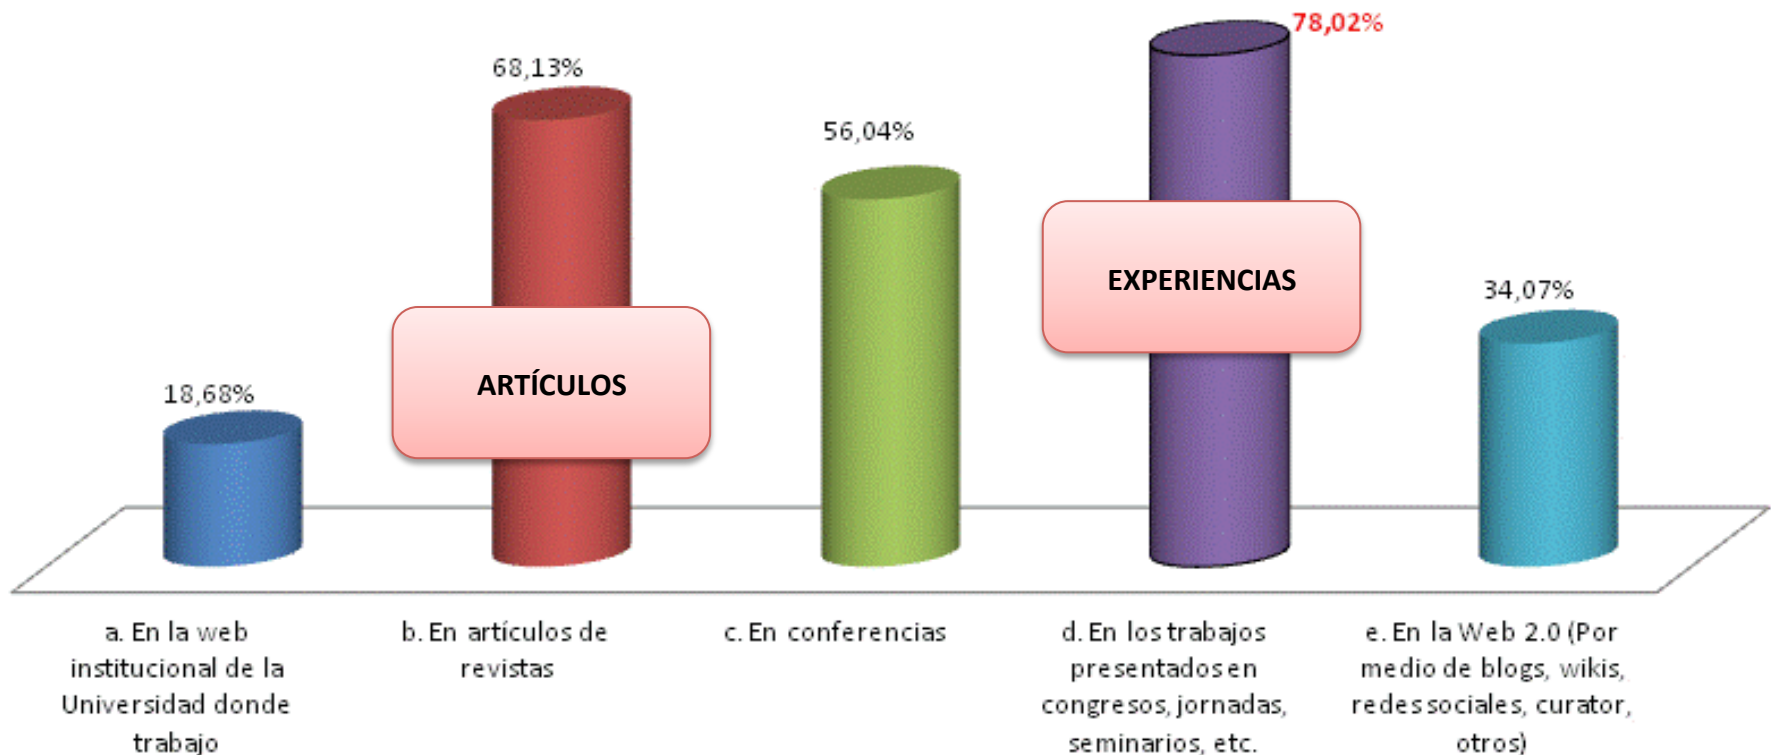 78,02%
68,13%
56,04%
EXPERIENCIAS
34,07%
ARTÍCULOS
18,68%
a. En la web
institucional de la
Universidad donde
trabajo
b. En artículos de
revistas
c. En conferencias
d. En los trabajos
presentados en
congresos, jornadas,
seminarios, etc.
e. En la Web 2.0 (Por
medio de blogs, wikis,
redes sociales, curator,
otros)